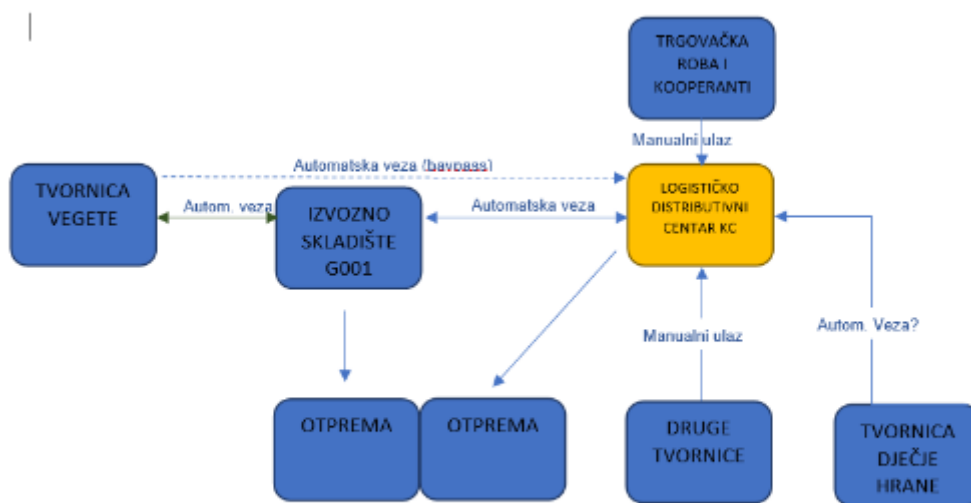 TRGOVAČKA
ROBA I
KOOPERANTI
Manualni ulaz
Automatska veza (baypass)
TVORNICA
VEGETE
Autom. veza
IZVOZNO
SKLADIŠTE
G001
Automatska veza
LOGISTIČKO
DISTRIBUTIVNI
CENTAR KC
Manualni ulaz
Autom. Veza?
OTPREMA
OTPREMA
DRUGE
TVORNICE
TVORNICA
DJEČJE
HRANE